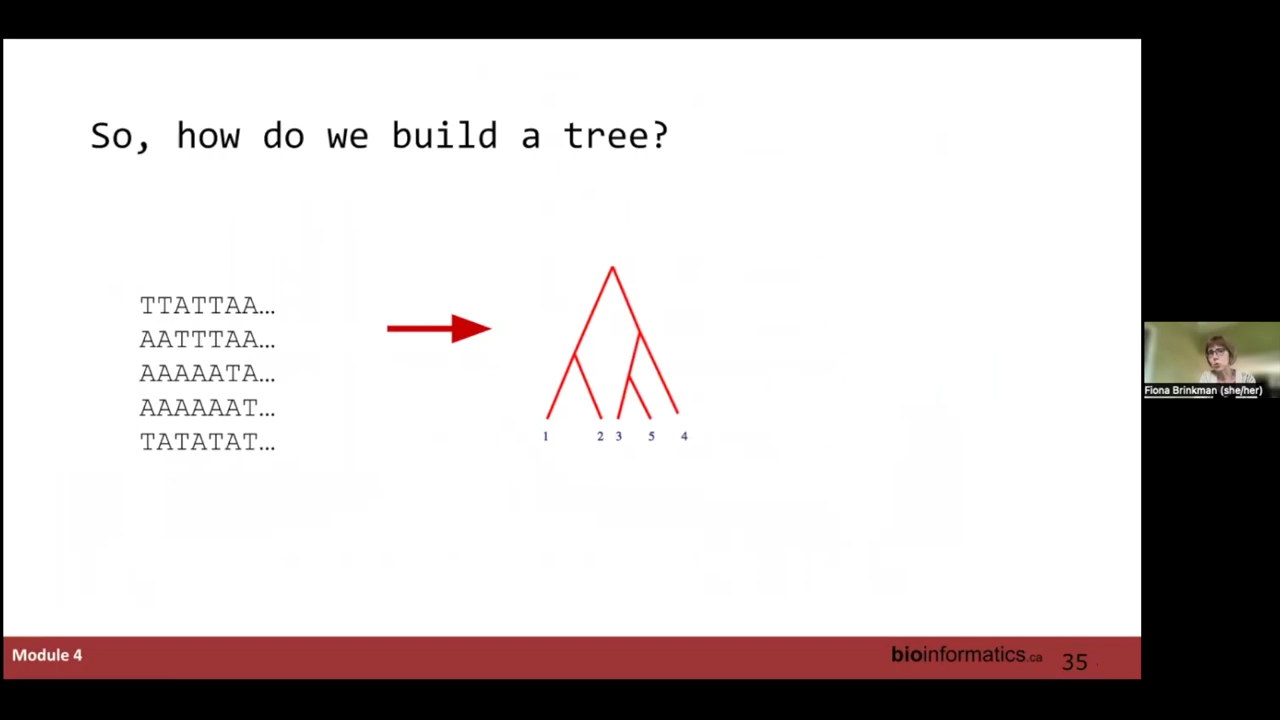 So, how do we build a tree?
TTATTAA…
AATTTAA…
AAAAATA…
AAAAAAT…
TATATAT…
1 2 3 5 4
Fiona Brinkman (she/her)
Module 4
bioinformatics.ca
35